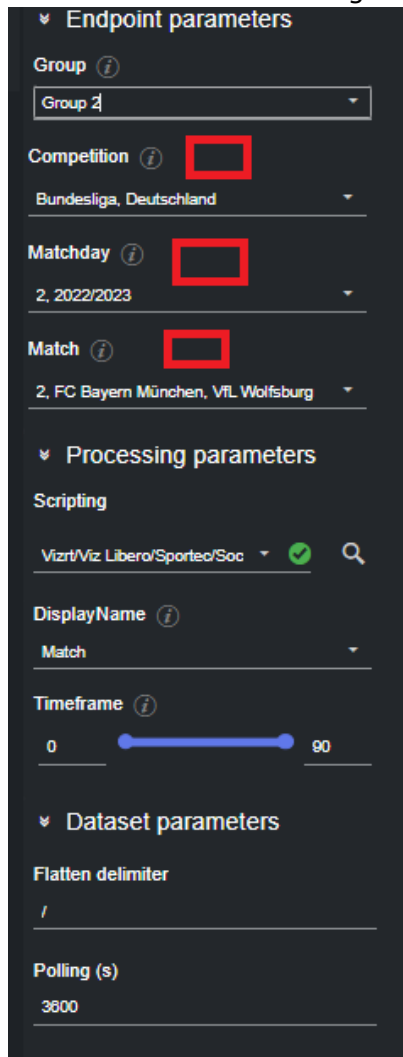 Endpoint parameters
Group i
Group 2
Competition i
Bundesliga, Deutschland
Matchday i
2, 2022/2023
Match i
2, FC Bayern München, VfL Wolfsburg
Processing parameters
Scripting
Vizrt/Viz Libero/Sportec/Soc
DisplayName i
Match
Timeframe i
0 90
Dataset parameters
Flatten delimiter
/
Polling (s)
3600